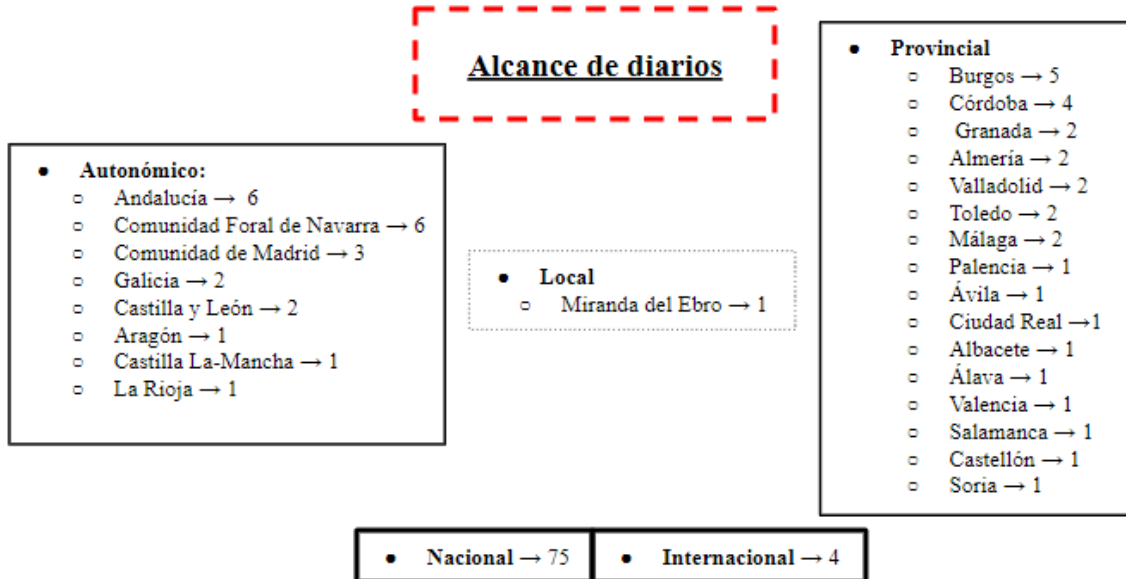 Alcance de diarios
● Autonómico:
○ Andalucía → 6
○ Comunidad Foral de Navarra → 6
○ Comunidad de Madrid → 3
○ Galicia → 2
○ Castilla y León → 2
○ Aragón → 1
○ Castilla La-Mancha → 1
○ La Rioja → 1
● Local
○ Miranda del Ebro → 1
● Provincial
○ Burgos → 5
○ Córdoba → 4
○ Granada → 2
○ Almería → 2
○ Valladolid → 2
○ Toledo → 2
○ Málaga → 2
○ Palencia → 1
○ Ávila → 1
○ Ciudad Real →1
○ Albacete → 1
○ Álava → 1
○ Valencia → 1
○ Salamanca → 1
○ Castellón → 1
○ Soria → 1
● Nacional → 75
● Internacional → 4